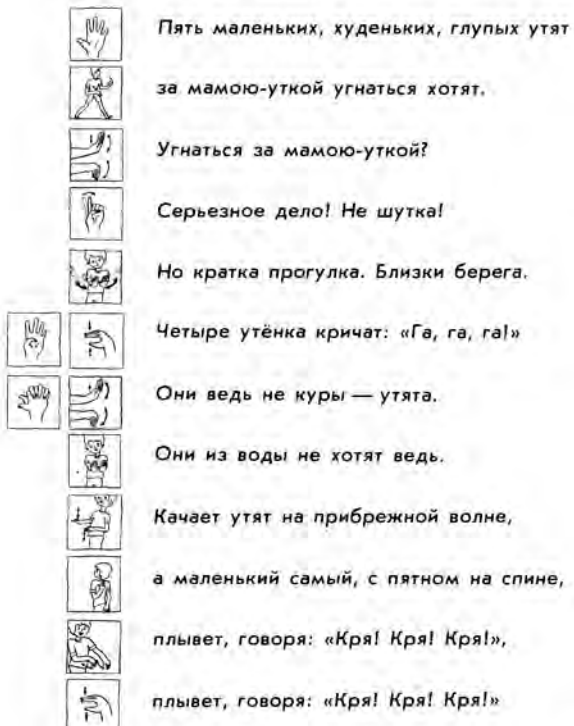 Пять маленьких, худеньких, глупых утят
за мамою-уткой угнаться хотят.
Угнаться за мамою-уткой?
Серьезное дело! Не шутка!
Но кратка прогулка. Близки берега.
Четыре утёнка кричат: «Га, га, га!»
Они ведь не куры — утята.
Они из воды не хотят ведь.
Качает утят на прибрежной волне,
а маленький самый, с пятном на спине,
плывет, говоря: «Кря! Кря! Кря!»,
плывет, говоря: «Кря! Кря! Кря!»